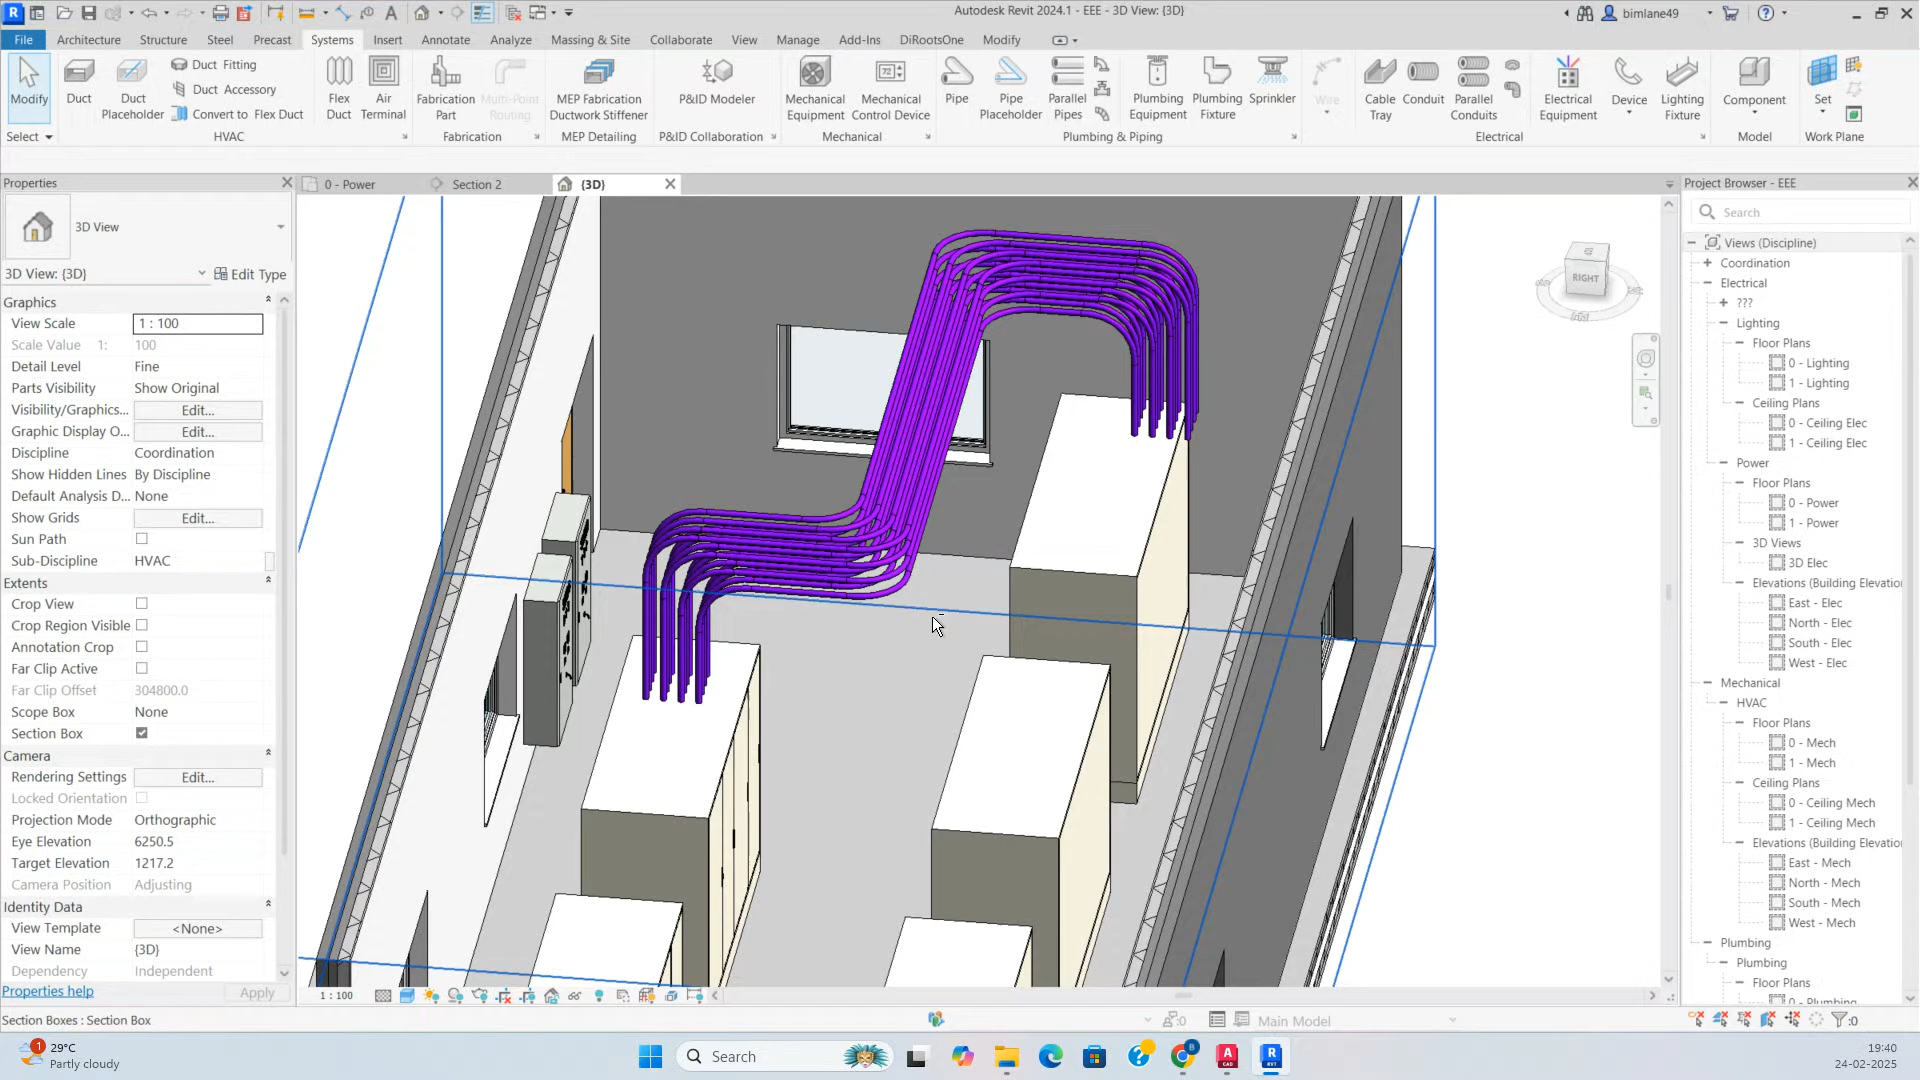 Autodesk Revit 2024.1 - EEE - 3D View: {3D}
bimlane49
File
Architecture
Structure
Steel
Precast
Systems
Insert
Annotate
Analyze
Massing & Site
Collaborate
View
Manage
Add-Ins
DiRootsOne
Modify
Modify
Duct
Duct Placeholder
Duct Fitting
Duct Accessory
Convert to Flex Duct
Flex Duct
Air Terminal
Fabrication Part
Multi-Point Routing
MEP Fabrication Ductwork Stiffener
P&ID Modeler
Mechanical Equipment
Mechanical Control Device
Pipe
Pipe Placeholder
Parallel Pipes
Plumbing Equipment
Plumbing Fixture
Sprinkler
Wire
Cable Tray
Conduit
Parallel Conduits
Electrical Equipment
Device
Lighting Fixture
Component
Set
Select
HVAC
Fabrication
MEP Detailing
P&ID Collaboration
Mechanical
Plumbing & Piping
Electrical
Model
Work Plane
Properties
3D View
3D View: {3D}
Edit Type
Graphics
View Scale 1 : 100
Scale Value 1: 100
Detail Level Fine
Parts Visibility Show Original
Visibility/Graphics... Edit...
Graphic Display O... Edit...
Discipline Coordination
Show Hidden Lines By Discipline
Default Analysis D... None
Show Grids Edit...
Sun Path
Sub-Discipline HVAC
Extents
Crop View
Crop Region Visible
Annotation Crop
Far Clip Active
Far Clip Offset 304800.0
Scope Box None
Section Box
Camera
Rendering Settings Edit...
Locked Orientation
Projection Mode Orthographic
Eye Elevation 6250.5
Target Elevation 1217.2
Camera Position Adjusting
Identity Data
View Template <None>
View Name {3D}
Dependency Independent
Properties help
Apply
0 - Power
Section 2
{3D}
RIGHT
1 : 100
Project Browser - EEE
Search
Views (Discipline)
Coordination
Electrical
???
Lighting
Floor Plans
0 - Lighting
1 - Lighting
Ceiling Plans
0 - Ceiling Elec
1 - Ceiling Elec
Power
Floor Plans
0 - Power
1 - Power
3D Views
3D Elec
Elevations (Building Elevatio
East - Elec
North - Elec
South - Elec
West - Elec
Mechanical
HVAC
Floor Plans
0 - Mech
1 - Mech
Ceiling Plans
0 - Ceiling Mech
1 - Ceiling Mech
Elevations (Building Elevatio
East - Mech
North - Mech
South - Mech
West - Mech
Plumbing
Plumbing
Floor Plans
0 - Plumbing
Section Boxes : Section Box
:0
Main Model
:0
1
29°C
Partly cloudy
Search
19:40
24-02-2025